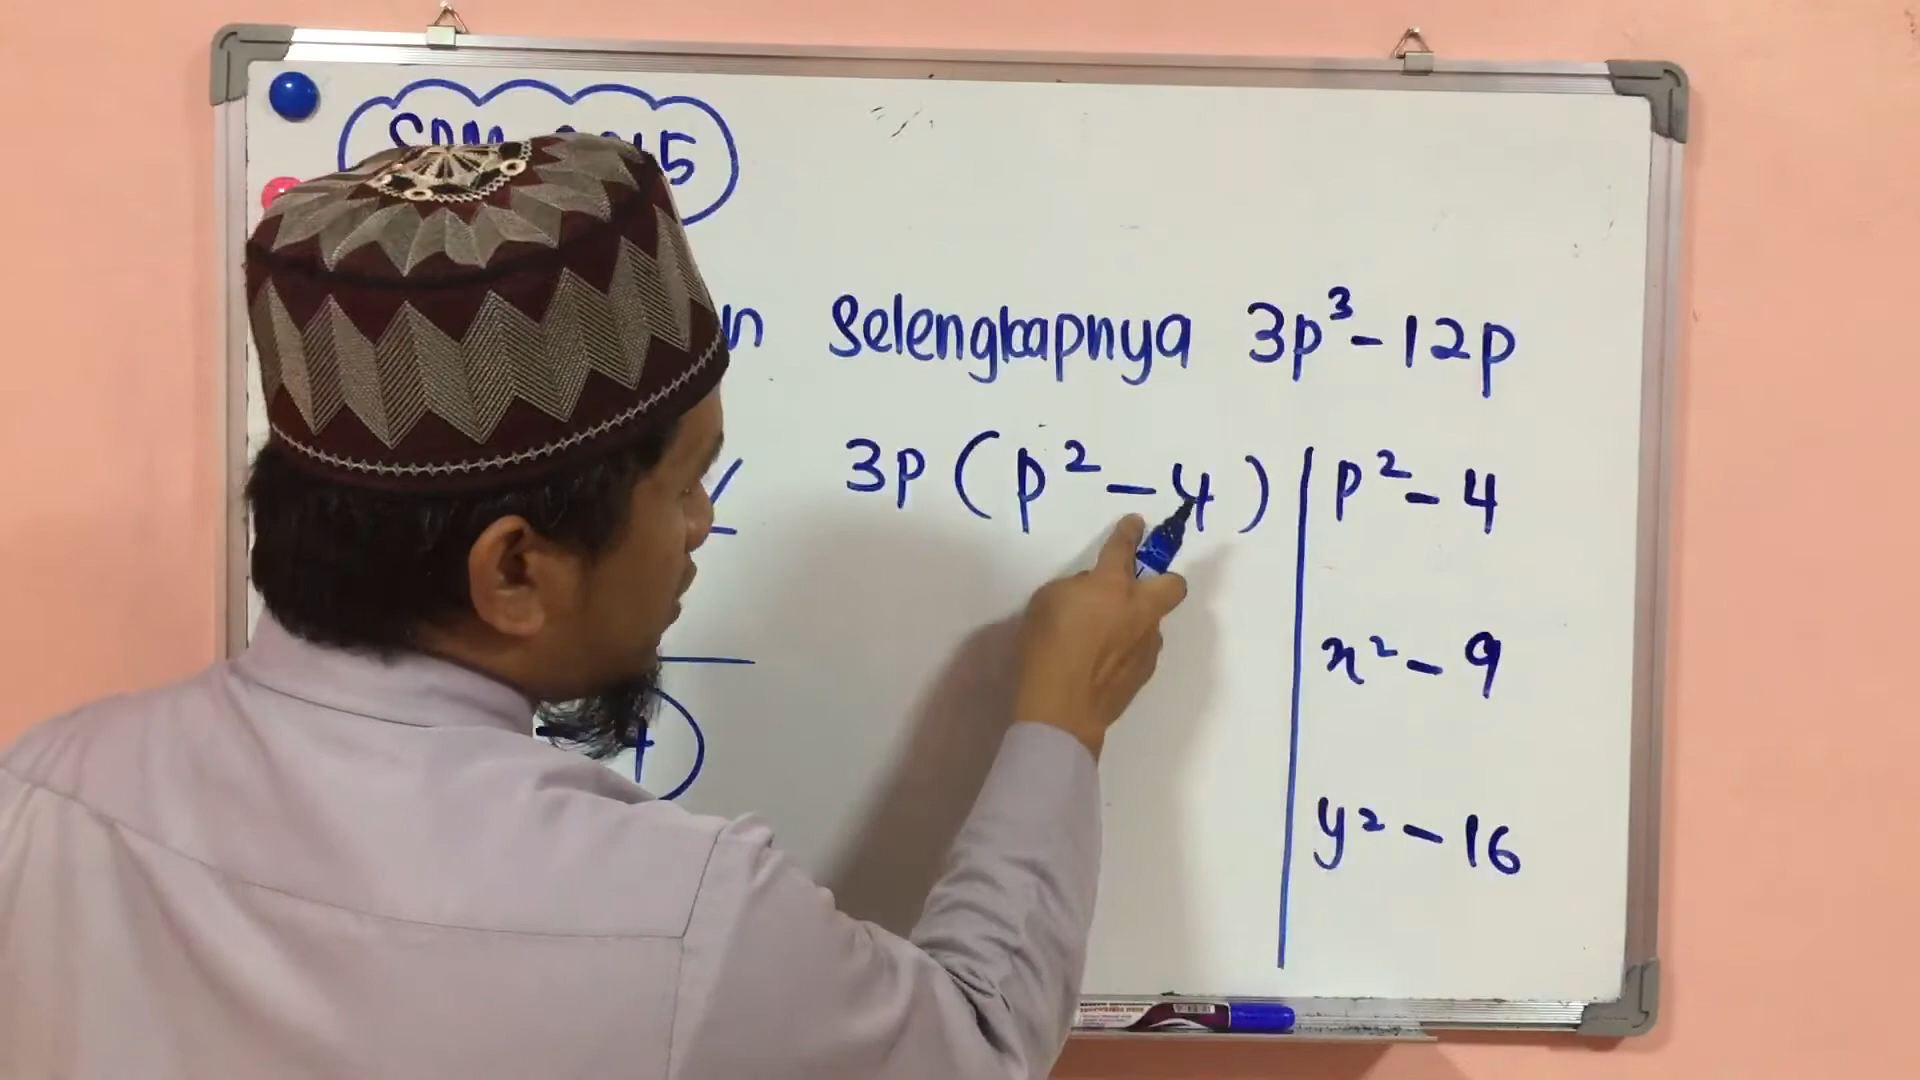 Selengkapnya 3p³ - 12p
3p ( p² - 4 )
p² - 4
x² - 9
y² - 16